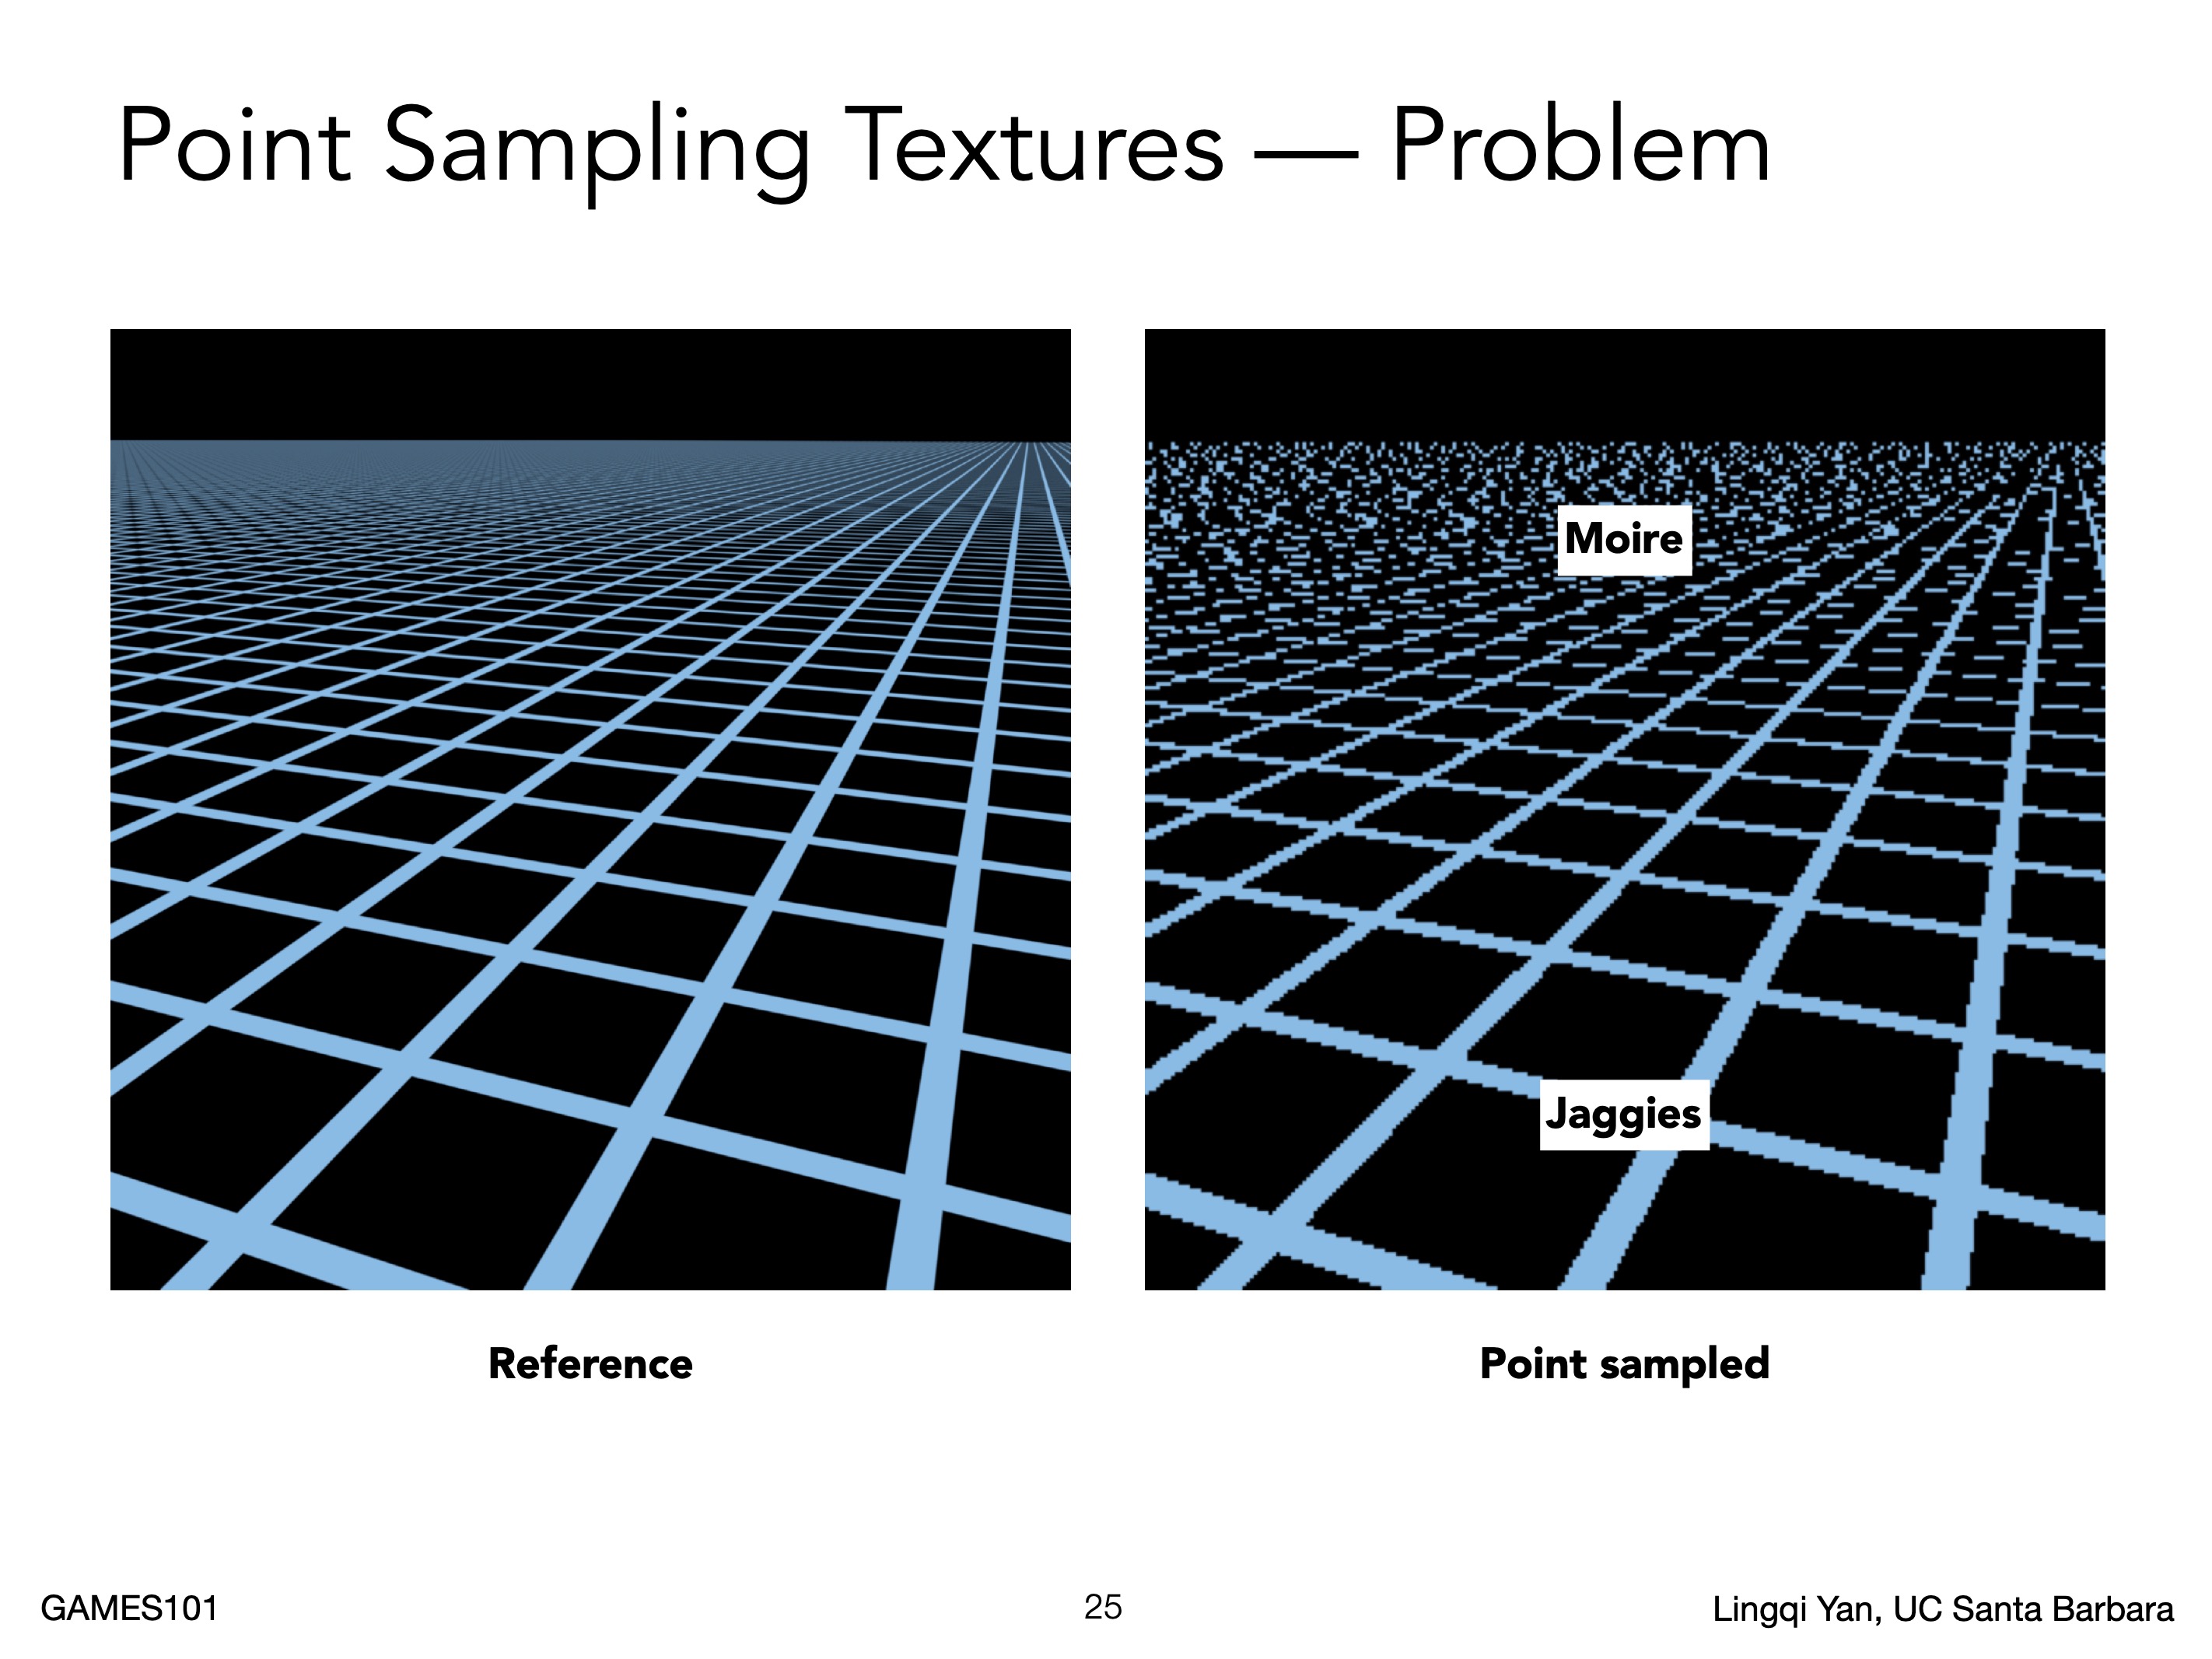 Point Sampling Textures — Problem
Moire
Jaggies
Reference
Point sampled
GAMES101
25
Lingqi Yan, UC Santa Barbara